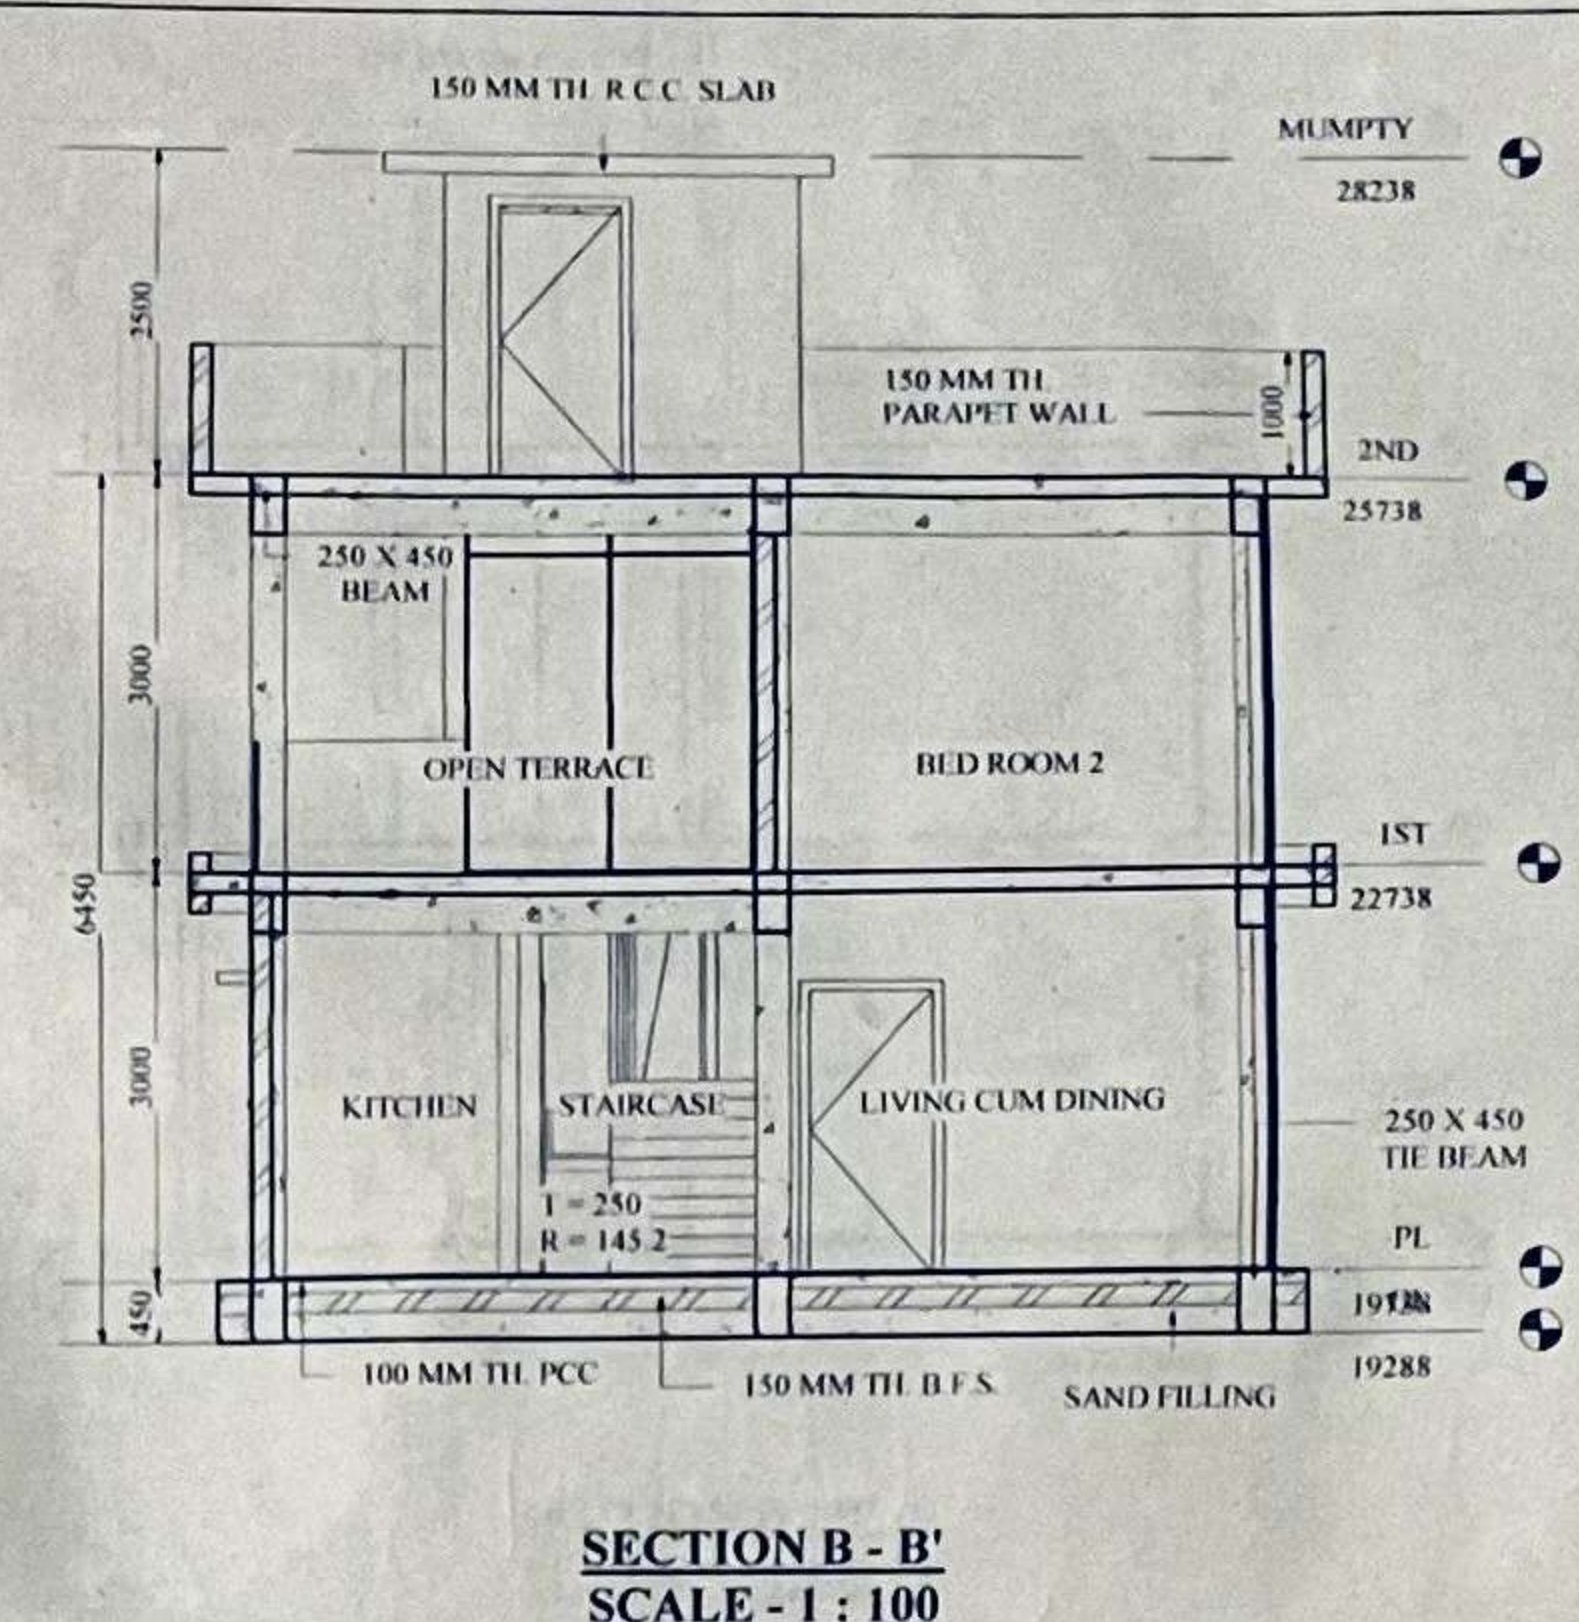 150 MM TH. R.C.C. SLAB
MUMPTY
28238
2500
150 MM TH.
PARAPET WALL
1000
2ND
25738
250 X 450
BEAM
3000
OPEN TERRACE
BED ROOM 2
1ST
22738
6450
3000
KITCHEN
STAIRCASE
LIVING CUM DINING
250 X 450
TIE BEAM
T = 250
R = 145.2
PL
450
19288
100 MM TH. PCC
150 MM TH. B.F.S.
SAND FILLING
SECTION B - B'
SCALE - 1 : 100